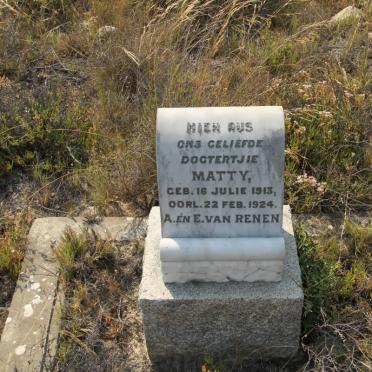 HIER RUS
ONS GELIEFDE
DOGTERTJIE
MATTY,
GEB. 16 JULIE 1913,
OORL. 22 FEB. 1924.
A. EN E. VAN RENEN